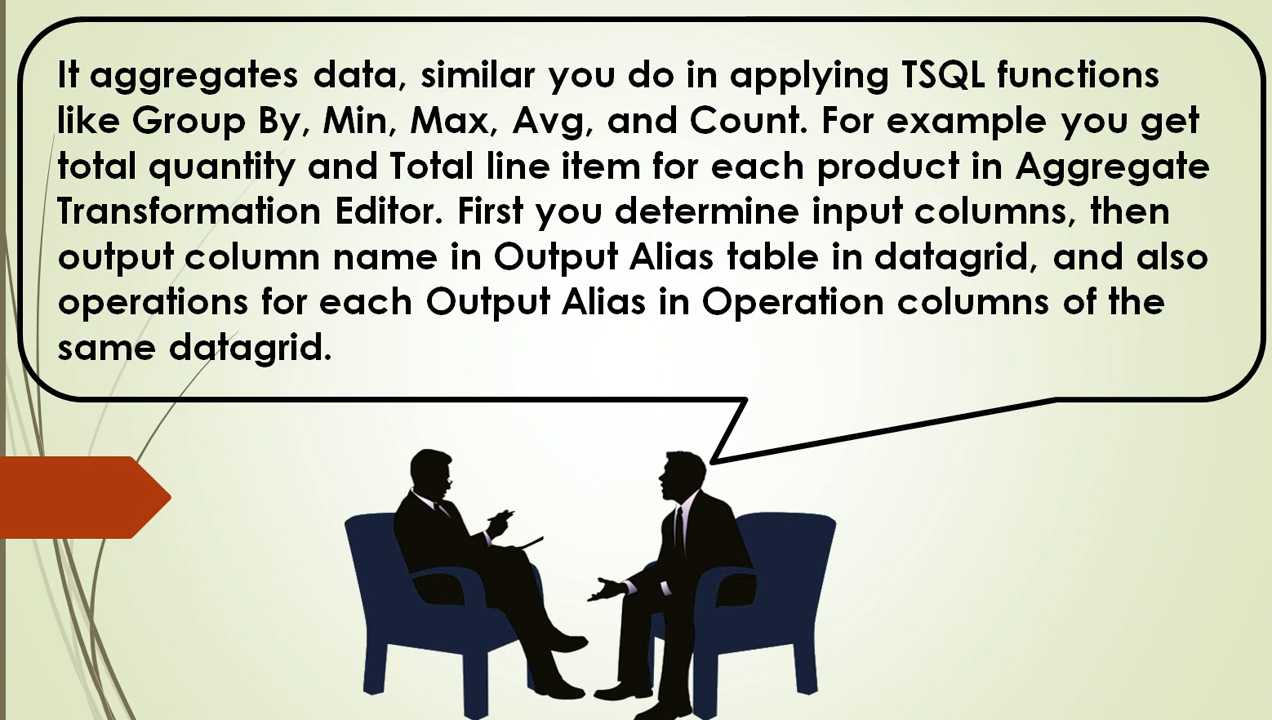 It aggregates data, similar you do in applying TSQL functions
like Group By, Min, Max, Avg, and Count. For example you get
total quantity and Total line item for each product in Aggregate
Transformation Editor. First you determine input columns, then
output column name in Output Alias table in datagrid, and also
operations for each Output Alias in Operation columns of the
same datagrid.